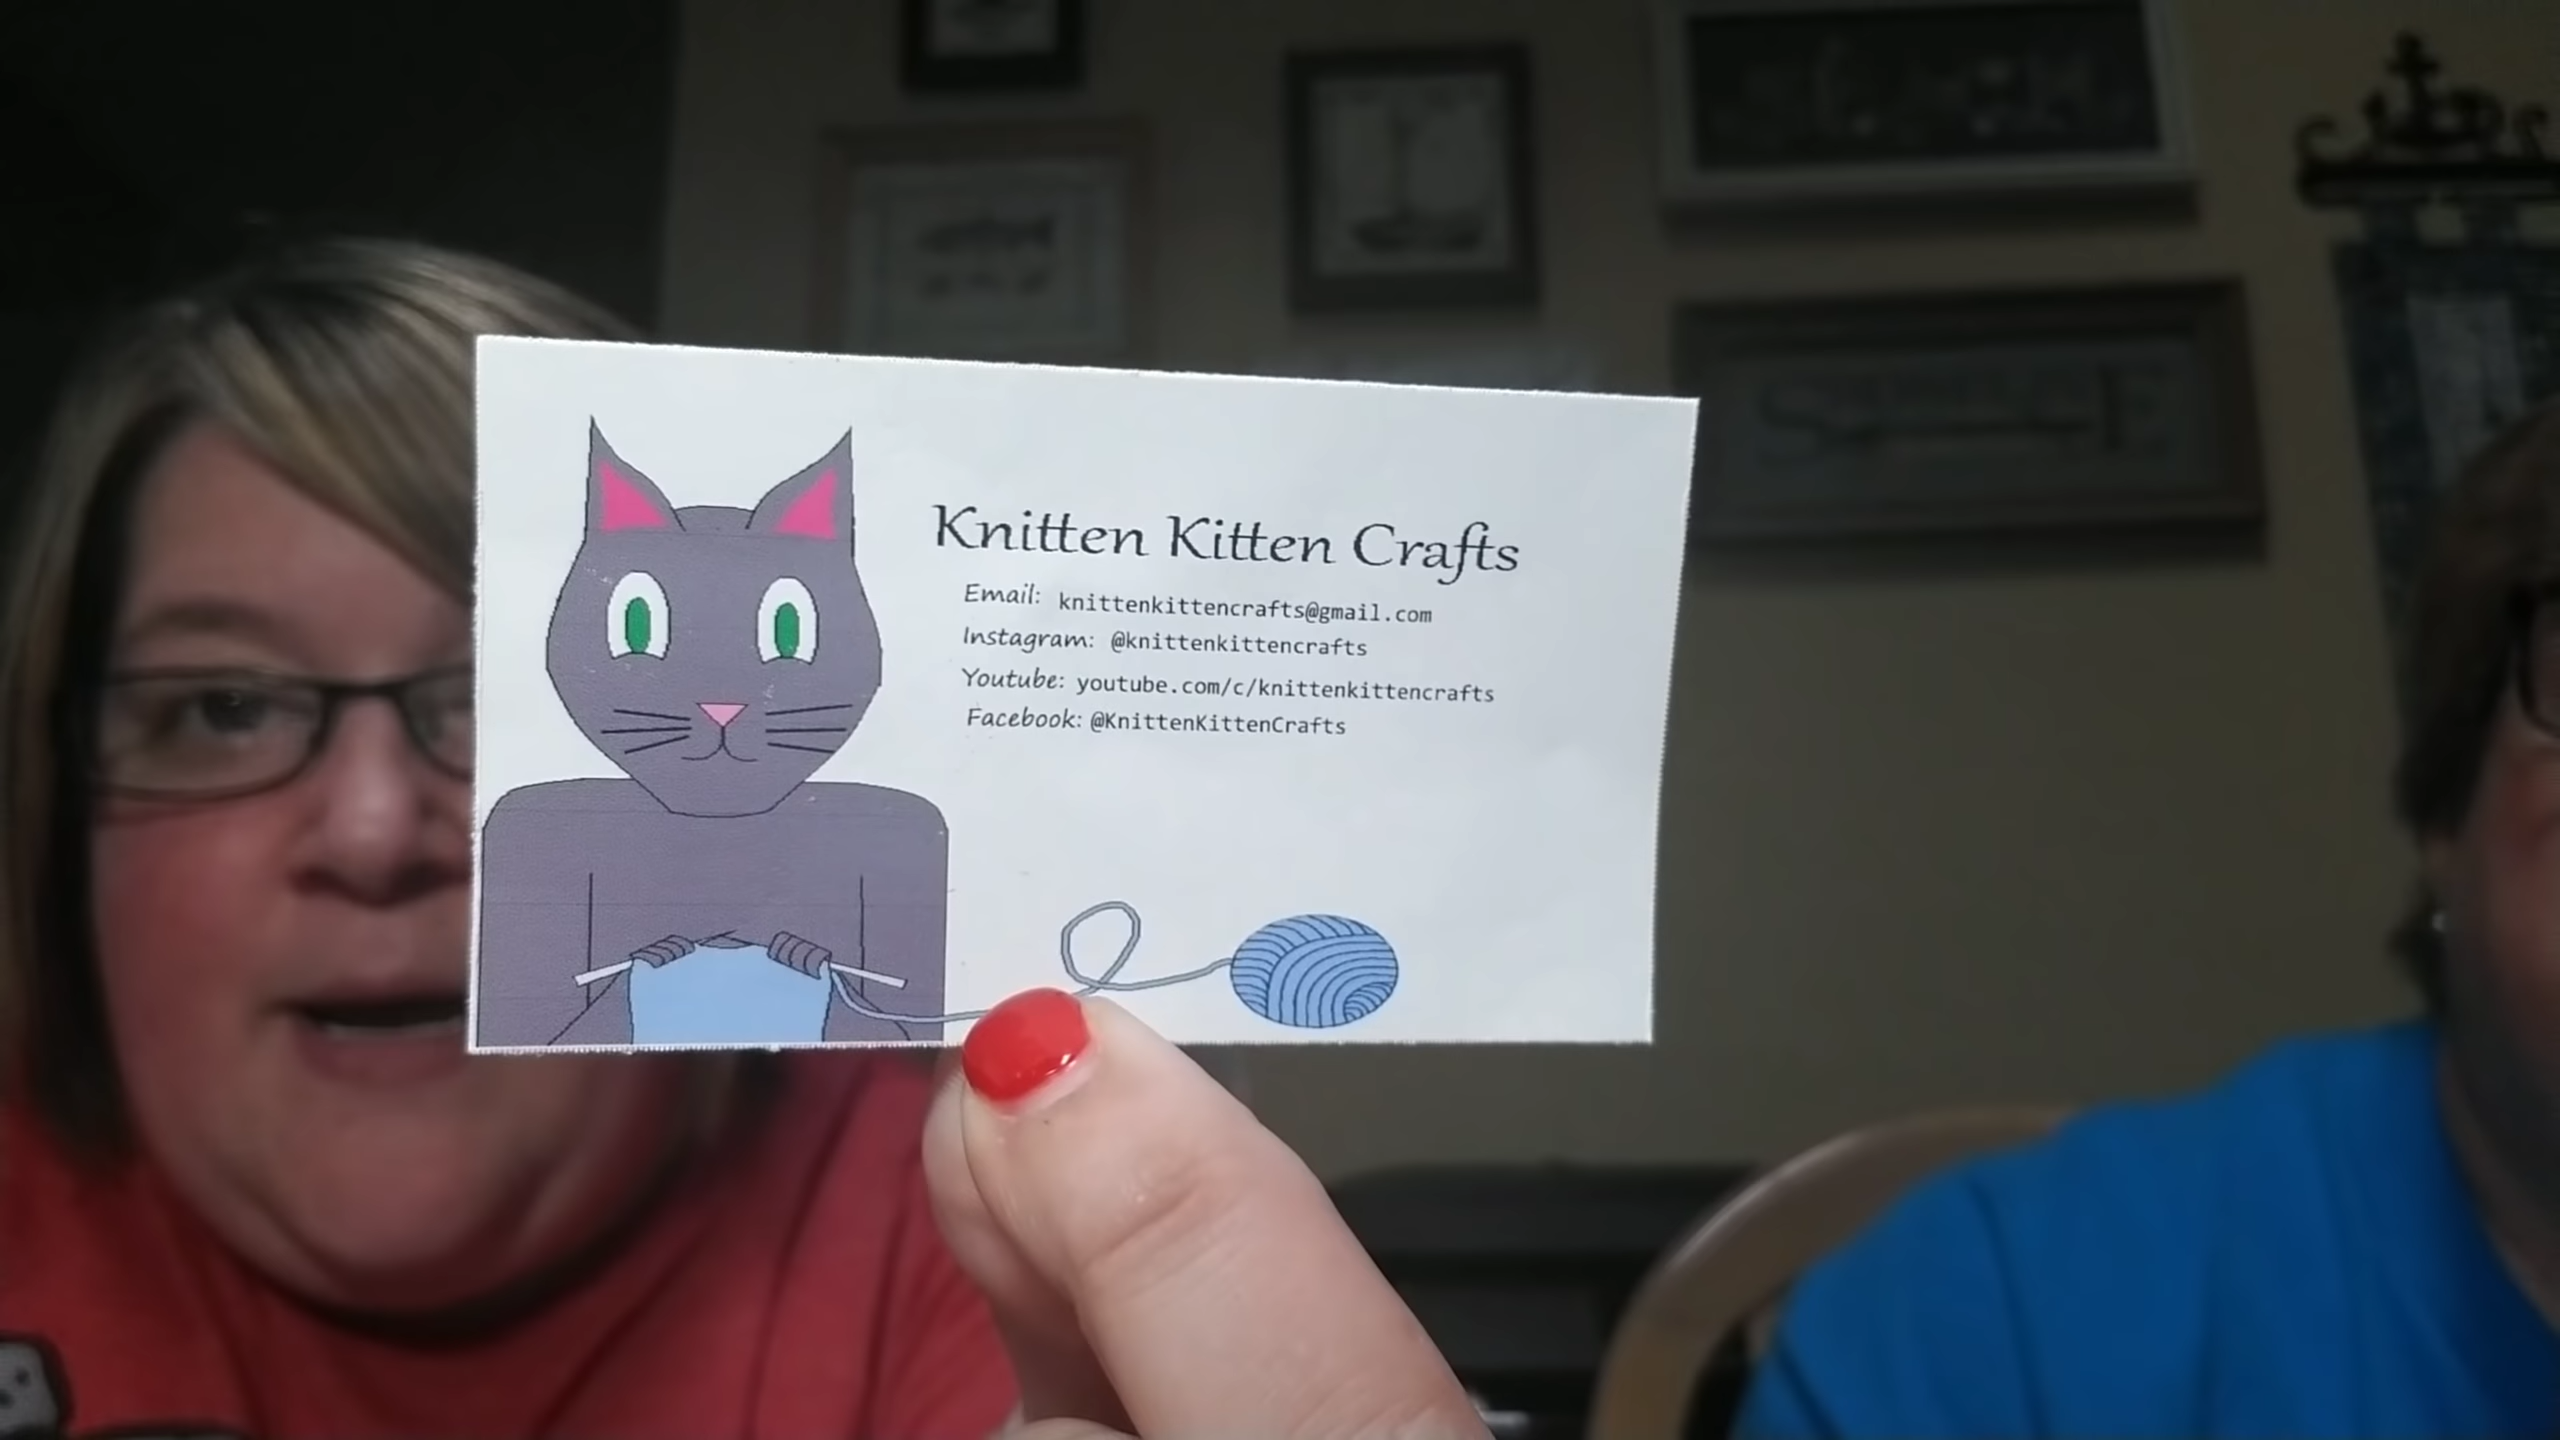 Knitten Kitten Crafts
Email: knittenkittencrafts@gmail.com
Instagram: @knittenkittencrafts
Youtube: youtube.com/c/knittenkittencrafts
Facebook: @KnittenKittenCrafts